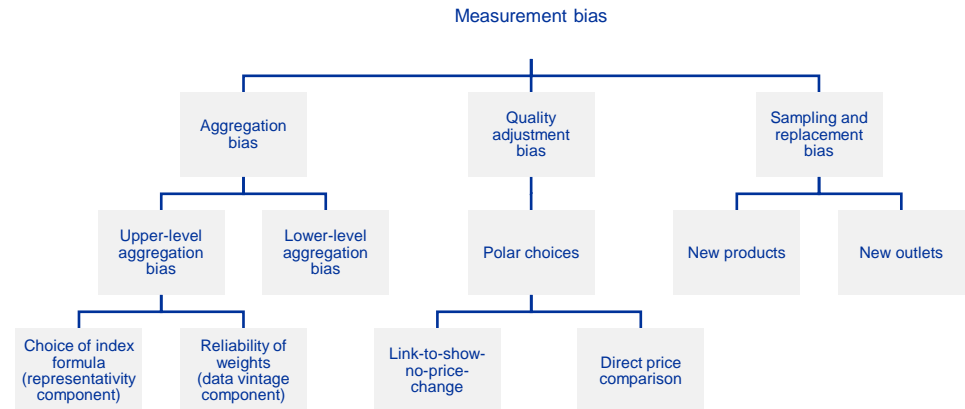 Measurement bias
Aggregation
bias
Quality
adjustment
bias
Sampling and
replacement
bias
Upper-level
aggregation
bias
Lower-level
aggregation
bias
Polar choices
New products
New outlets
Choice of index
formula
(representativity
component)
Reliability of
weights
(data vintage
component)
Link-to-show-
no-price-
change
Direct price
comparison